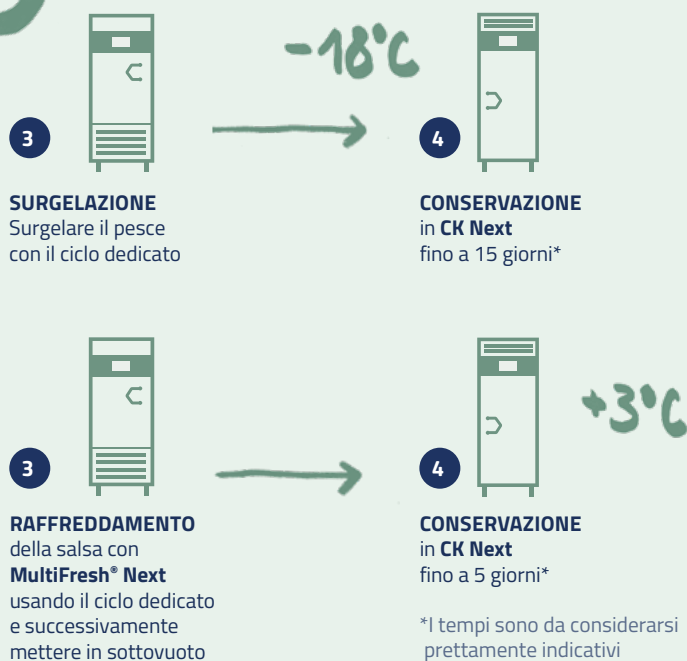 -18°C
3
4
SURGELAZIONE
Surgelare il pesce
con il ciclo dedicato
CONSERVAZIONE
in CK Next
fino a 15 giorni*
+3°C
3
4
RAFFREDDAMENTO
della salsa con
MultiFresh® Next
usando il ciclo dedicato
e successivamente
mettere in sottovuoto
CONSERVAZIONE
in CK Next
fino a 5 giorni*
*I tempi sono da considerarsi
prettamente indicativi